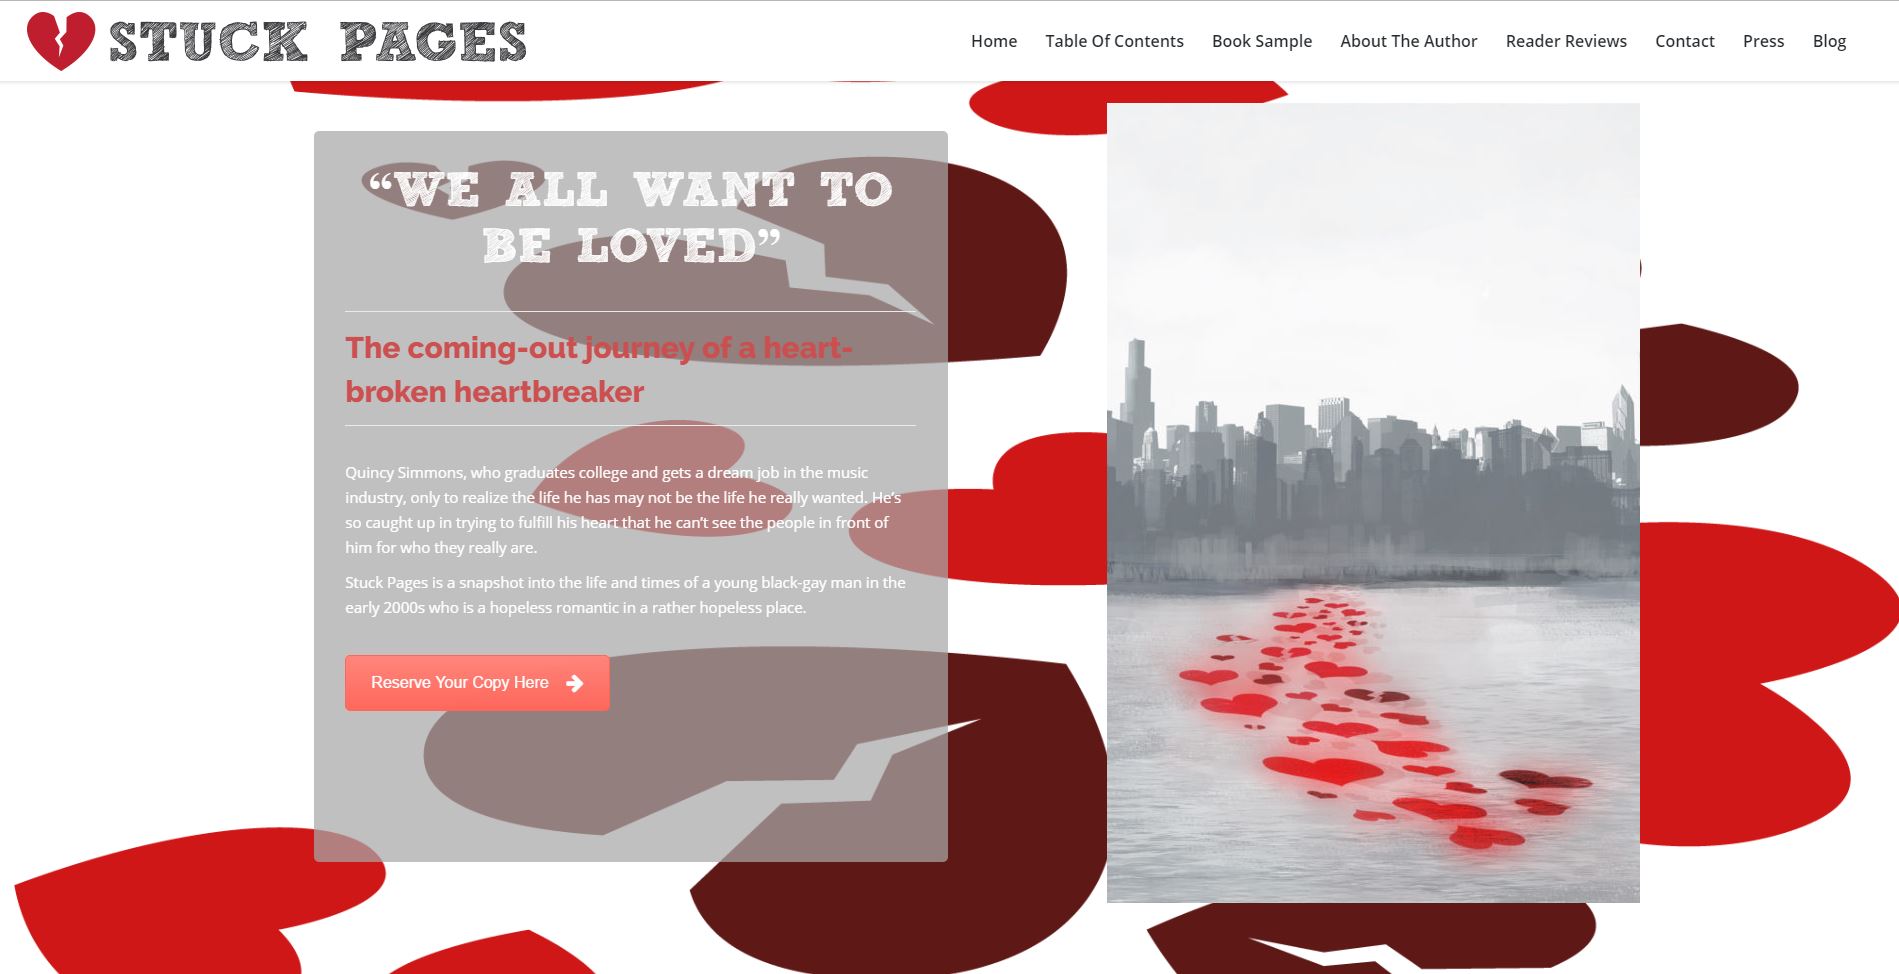 STUCK PAGES
Home Table Of Contents Book Sample About The Author Reader Reviews Contact Press Blog
“WE ALL WANT TO
BE LOVED”
The coming-out journey of a heart-
broken heartbreaker
Quincy Simmons, who graduates college and gets a dream job in the music
industry, only to realize the life he has may not be the life he really wanted. He’s
so caught up in trying to fulfill his heart that he can’t see the people in front of
him for who they really are.
Stuck Pages is a snapshot into the life and times of a young black-gay man in the
early 2000s who is a hopeless romantic in a rather hopeless place.
Reserve Your Copy Here